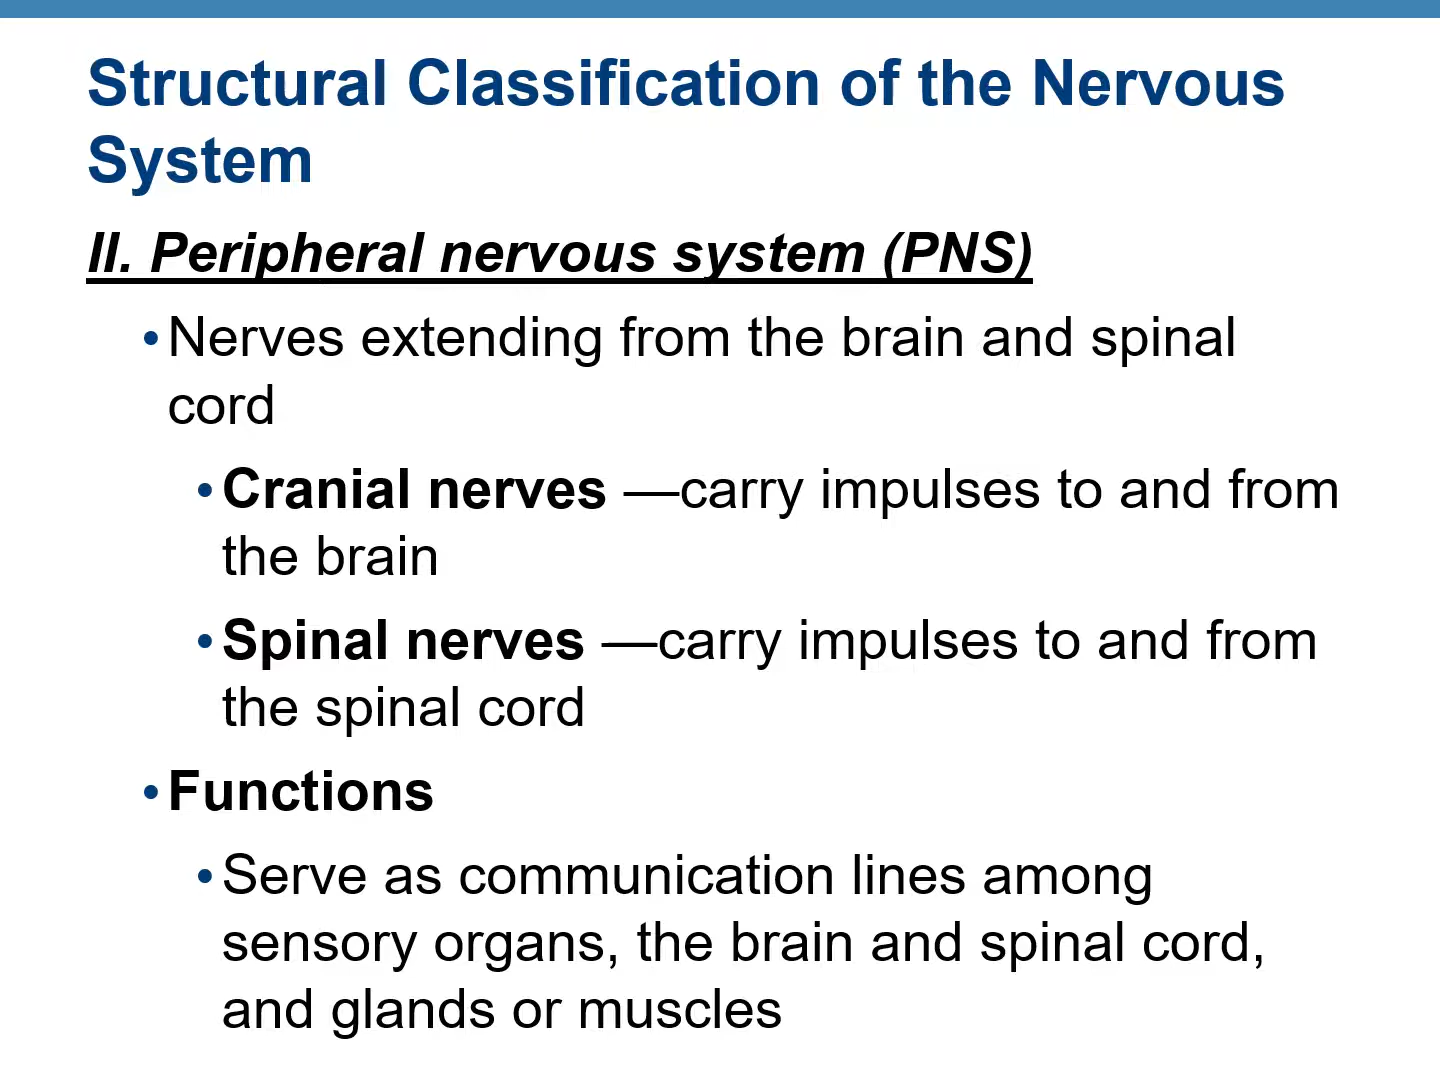 Structural Classification of the Nervous
System
II. Peripheral nervous system (PNS)
•Nerves extending from the brain and spinal
cord
•Cranial nerves —carry impulses to and from
the brain
•Spinal nerves —carry impulses to and from
the spinal cord
•Functions
•Serve as communication lines among
sensory organs, the brain and spinal cord,
and glands or muscles